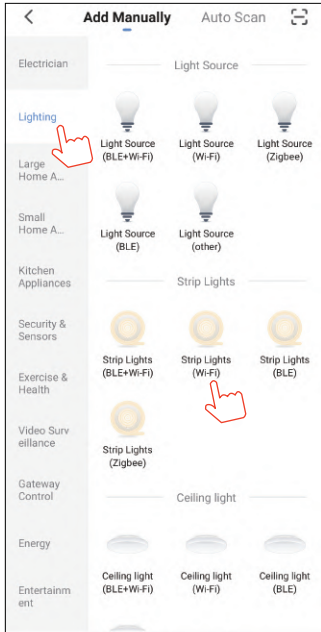 Add Manually
Auto Scan
Electrician
Lighting
Large
Home A...
Small
Home A...
Kitchen
Appliances
Security &
Sensors
Exercise &
Health
Video Surv
eillance
Gateway
Control
Energy
Entertainm
ent
Light Source
Light Source
(BLE+Wi-Fi)
Light Source
(Wi-Fi)
Light Source
(Zigbee)
Light Source
(BLE)
Light Source
(other)
Strip Lights
Strip Lights
(BLE+Wi-Fi)
Strip Lights
(Wi-Fi)
Strip Lights
(BLE)
Strip Lights
(Zigbee)
Ceiling light
Ceiling light
(BLE+Wi-Fi)
Ceiling light
(Wi-Fi)
Ceiling light
(BLE)